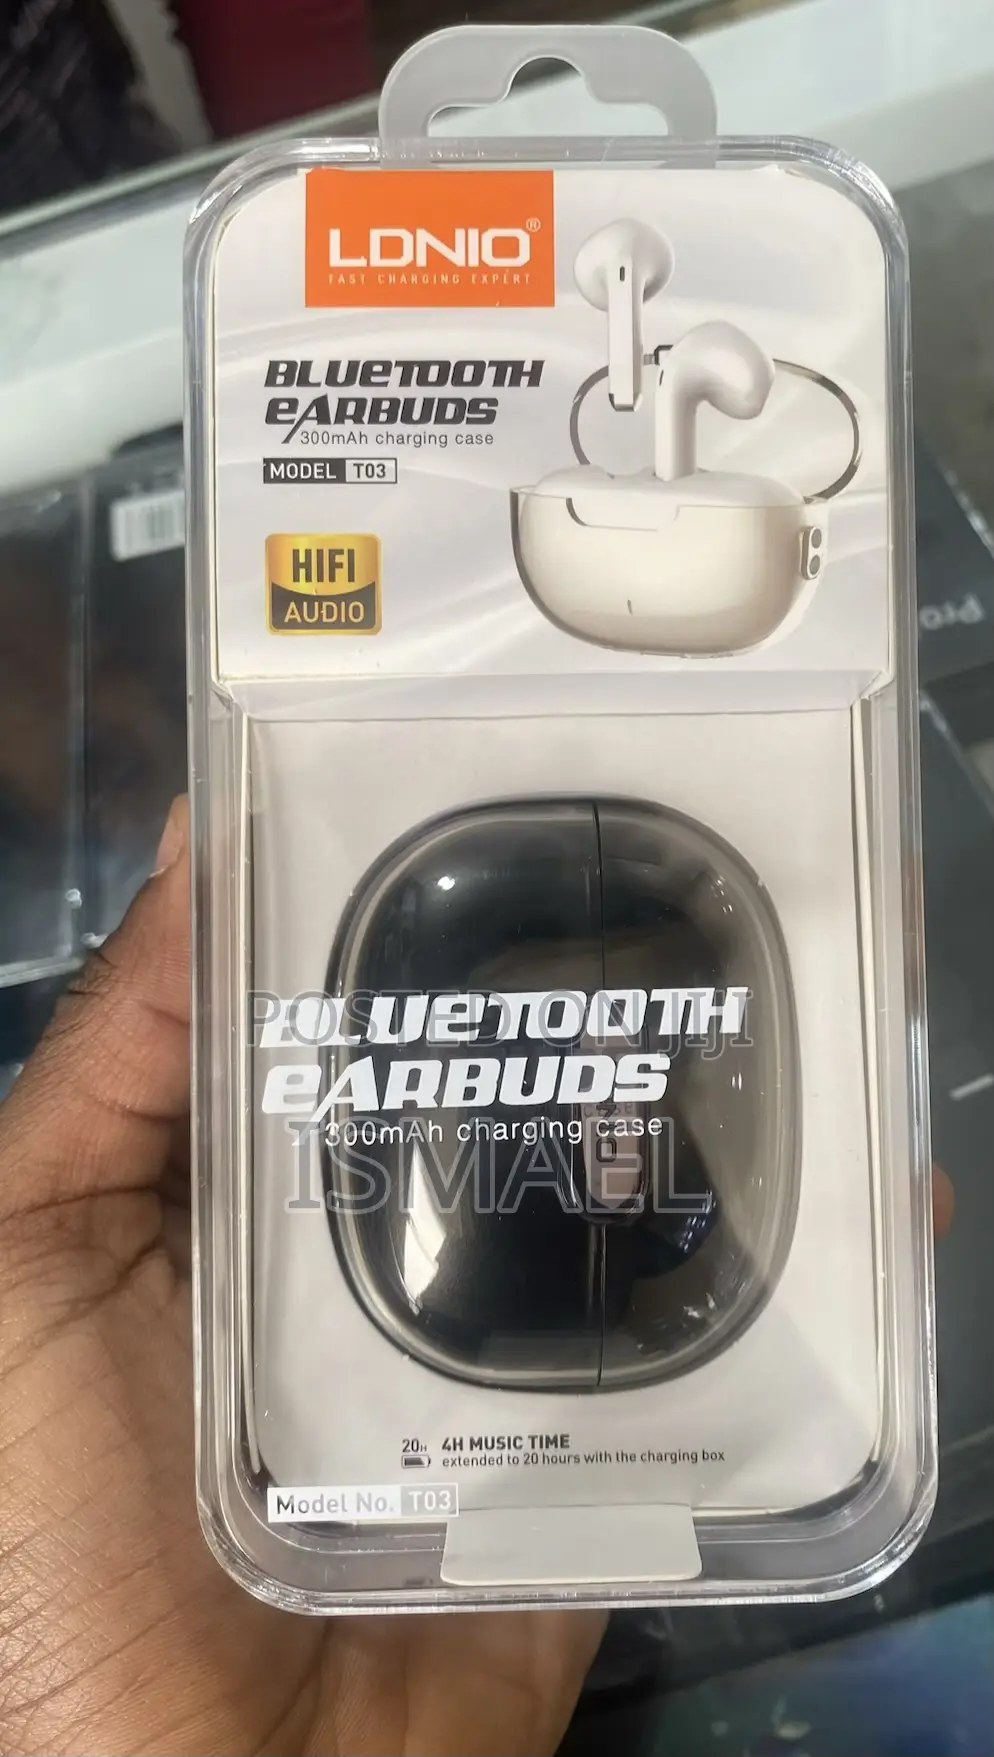 LDNIO®
FAST CHARGING EXPERT
BLUETOOTH
EARBUDS
300mAh charging case
MODEL T03
HIFI
AUDIO
BLUETOOTH
POSTED ON JIJI
EARBUDS
300mAh charging case
ISMAEL
20H 4H MUSIC TIME
extended to 20 hours with the charging box
Model No. T03